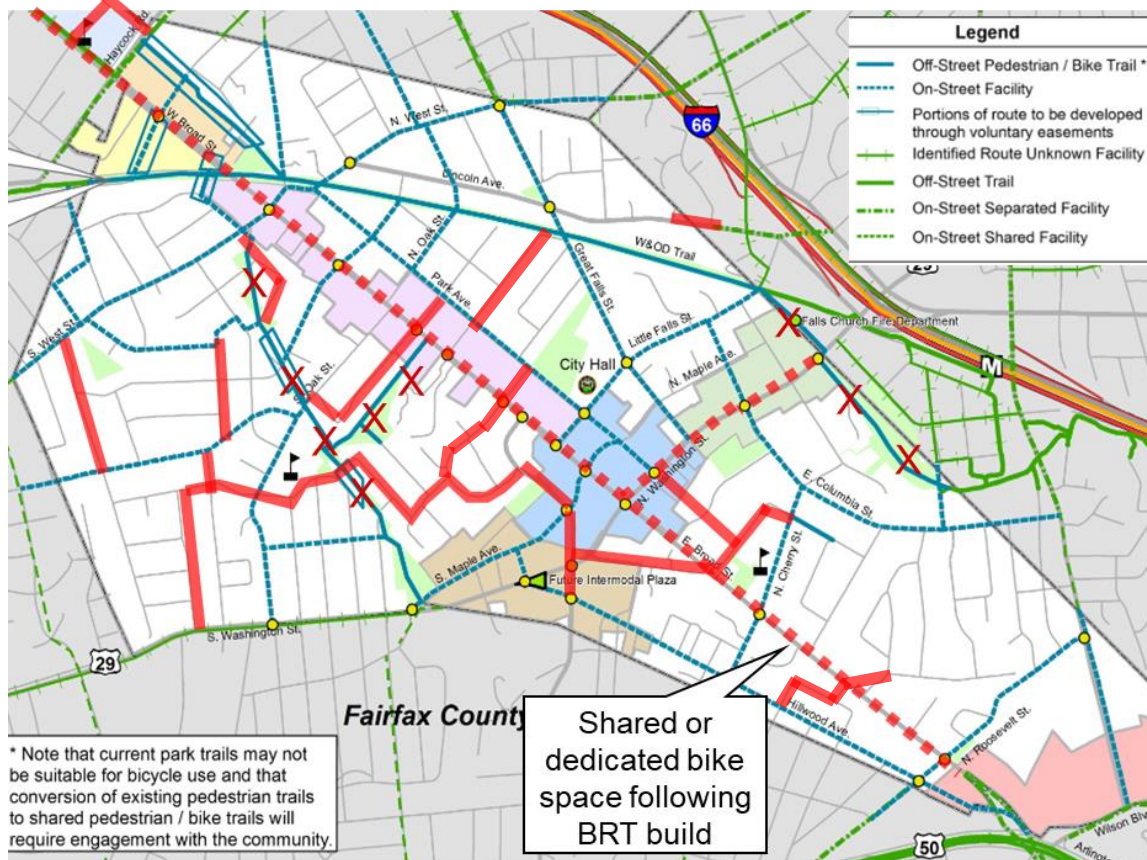 Haycock Rd.
W. Broad St.
N. West St.
66
Lincoln Ave.
N. Oak St.
Park Ave.
Great Falls St.
W&OD Trail
29
Little Falls St.
Falls Church Fire Department
S. West St.
S. Oak St.
City Hall
N. Maple Ave.
M
N. Washington St.
E. Columbia St.
S. Maple Ave.
E. Broad St.
N. Cherry St.
Future Intermodal Plaza
S. Washington St.
29
Fairfax County
Hillwood Ave.
N. Roosevelt St.
Wilson Blv
Arlington
50
Legend
Off-Street Pedestrian / Bike Trail *
On-Street Facility
Portions of route to be developed
through voluntary easements
Identified Route Unknown Facility
Off-Street Trail
On-Street Separated Facility
On-Street Shared Facility
Shared or
dedicated bike
space following
BRT build
* Note that current park trails may not
be suitable for bicycle use and that
conversion of existing pedestrian trails
to shared pedestrian / bike trails will
require engagement with the community.